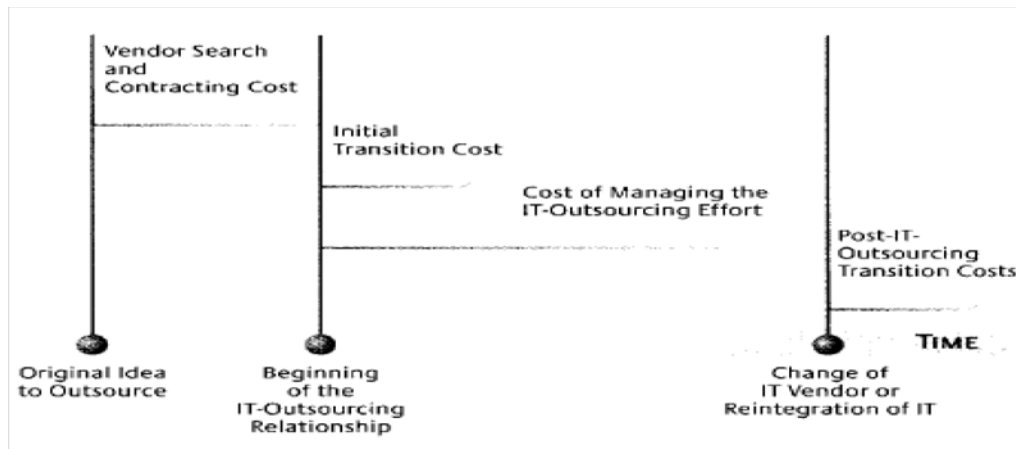 Vendor Search
and
Contracting Cost
Initial
Transition Cost
Cost of Managing the
IT-Outsourcing Effort
Post-IT-
Outsourcing
Transition Costs
TIME
Original Idea
to Outsource
Beginning
of the
IT-Outsourcing
Relationship
Change of
IT Vendor or
Reintegration of IT